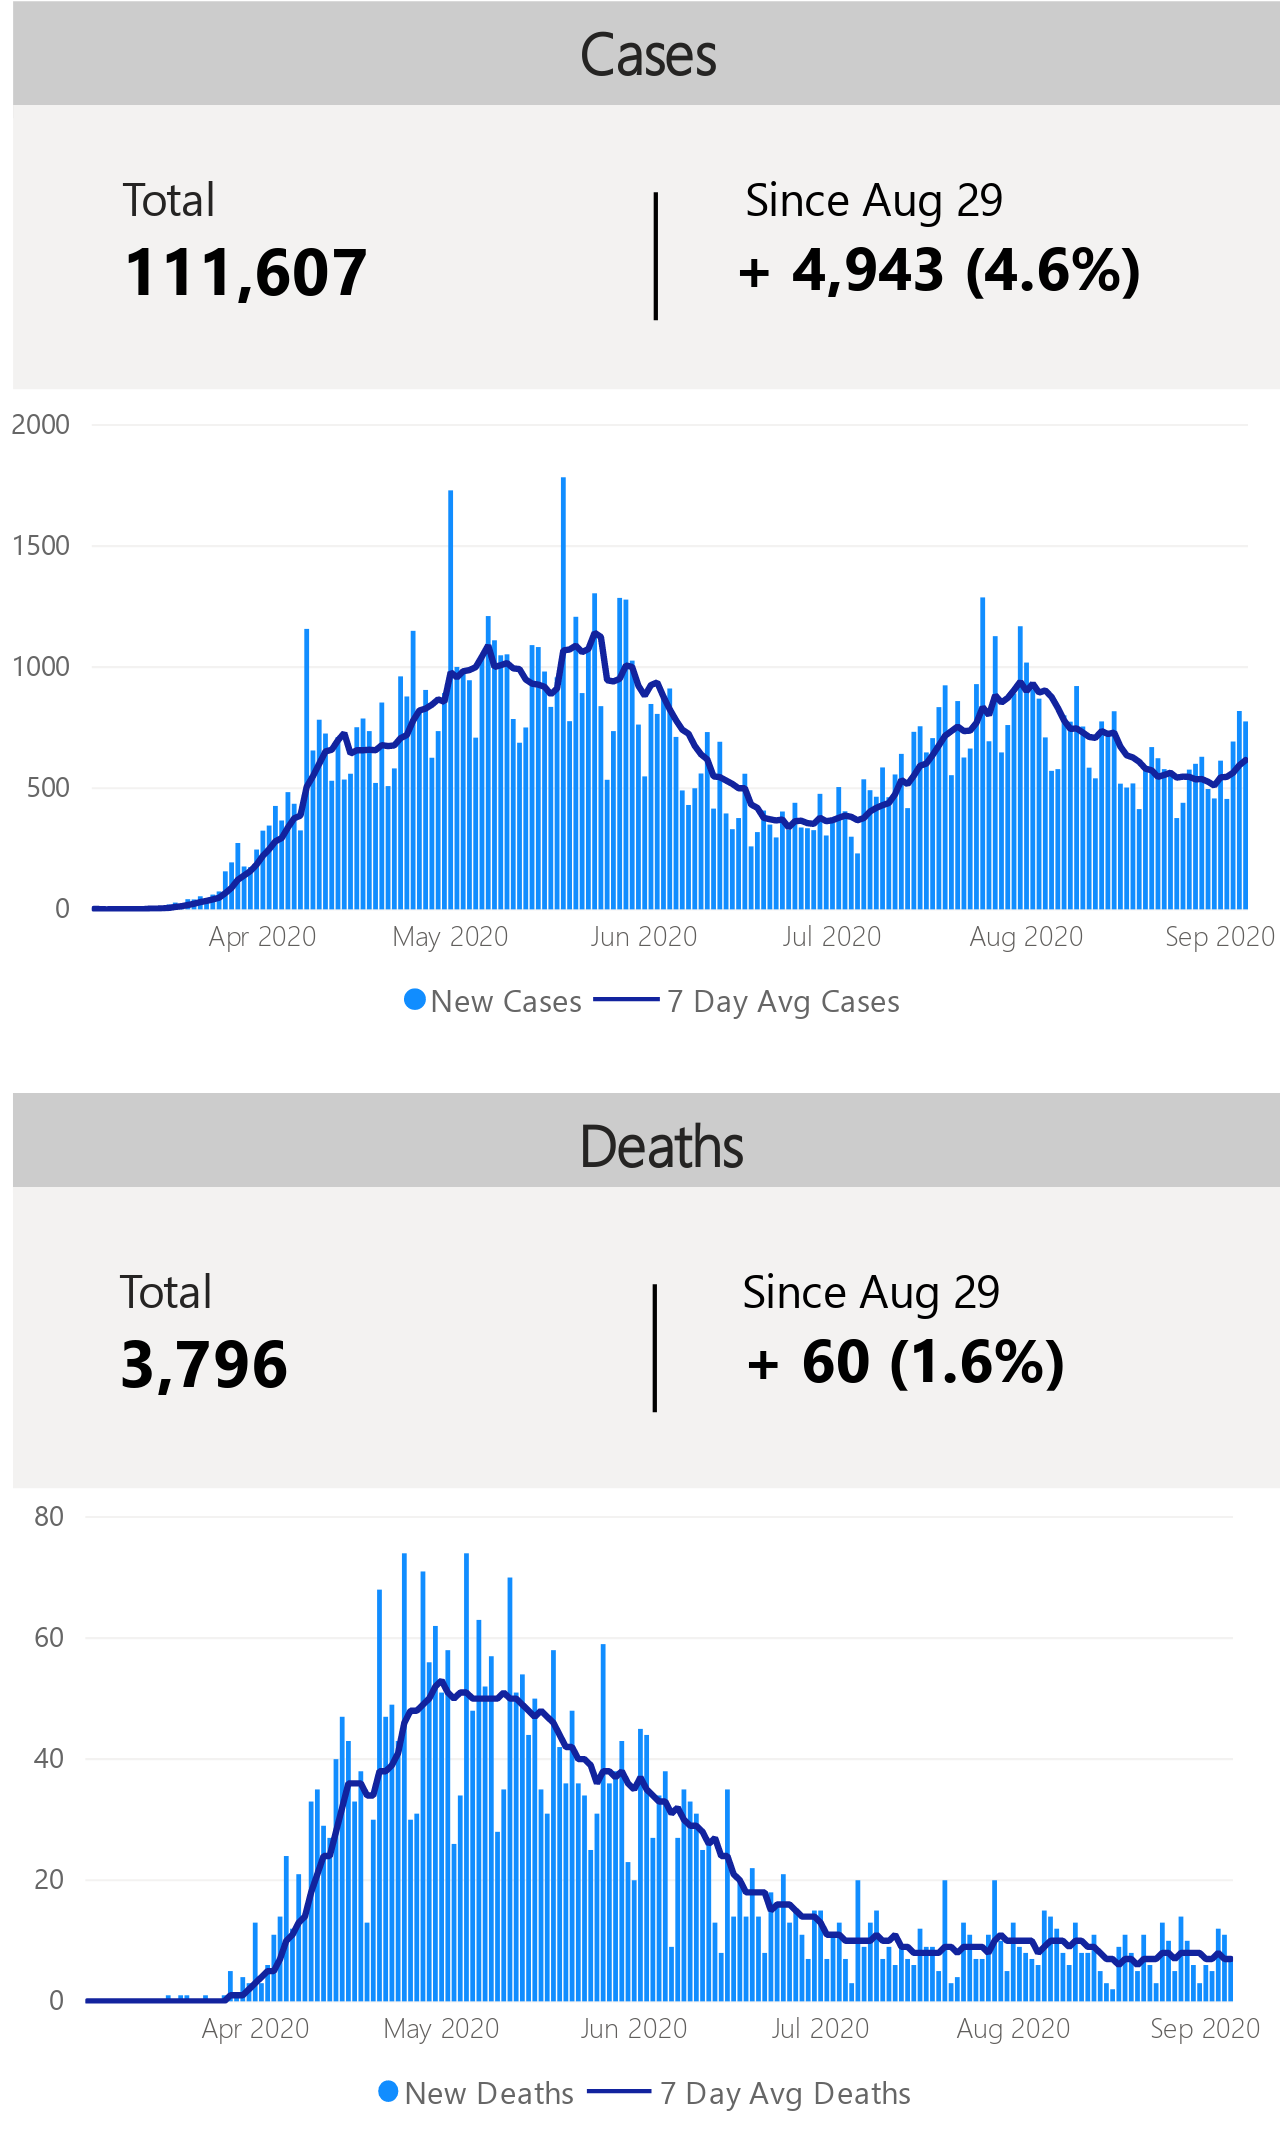 Cases
Total
Since Aug 29
111,607
+ 4,943 (4.6%)
2000
1500
1000
500
0
Apr 2020 May 2020 Jun 2020 Jul 2020 Aug 2020 Sep 2020
New Cases 7 Day Avg Cases
Deaths
Total
Since Aug 29
3,796
+ 60 (1.6%)
80
60
40
20
0
Apr 2020 May 2020 Jun 2020 Jul 2020 Aug 2020 Sep 2020
New Deaths 7 Day Avg Deaths